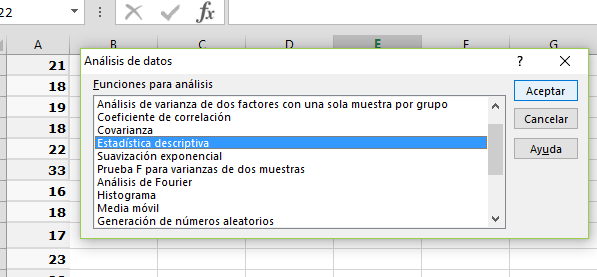 22 fx
A B C D E F G
21
18
19
18
22
33
16
18
17
23
Análisis de datos ?
Funciones para análisis
Análisis de varianza de dos factores con una sola muestra por grupo
Coeficiente de correlación
Covarianza
Estadística descriptiva
Suavización exponencial
Prueba F para varianzas de dos muestras
Análisis de Fourier
Histograma
Media móvil
Generación de números aleatorios
Aceptar
Cancelar
Ayuda